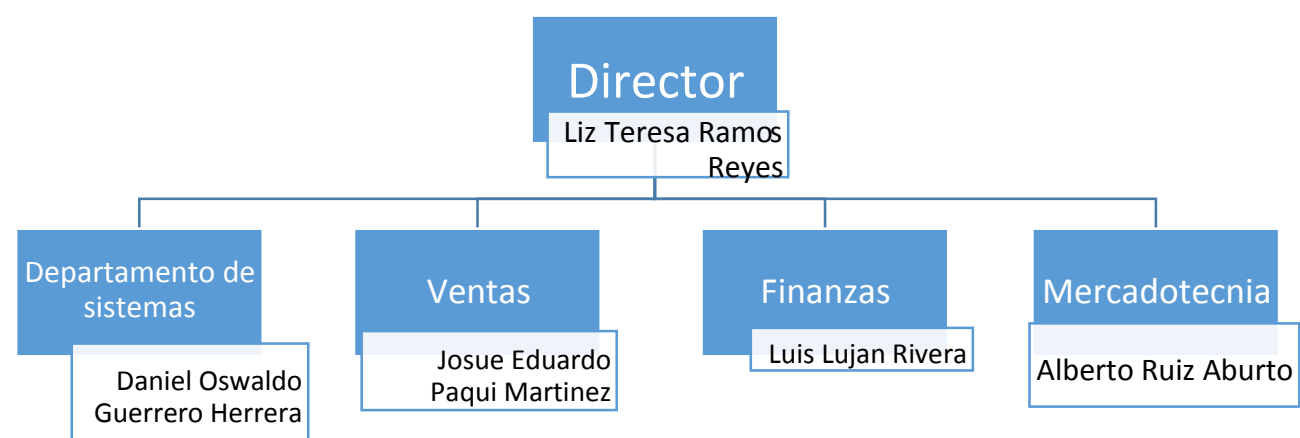 Director
Liz Teresa Ramos
Reyes
Departamento de
sistemas
Daniel Oswaldo
Guerrero Herrera
Ventas
Josue Eduardo
Paqui Martinez
Finanzas
Luis Lujan Rivera
Mercadotecnia
Alberto Ruiz Aburto